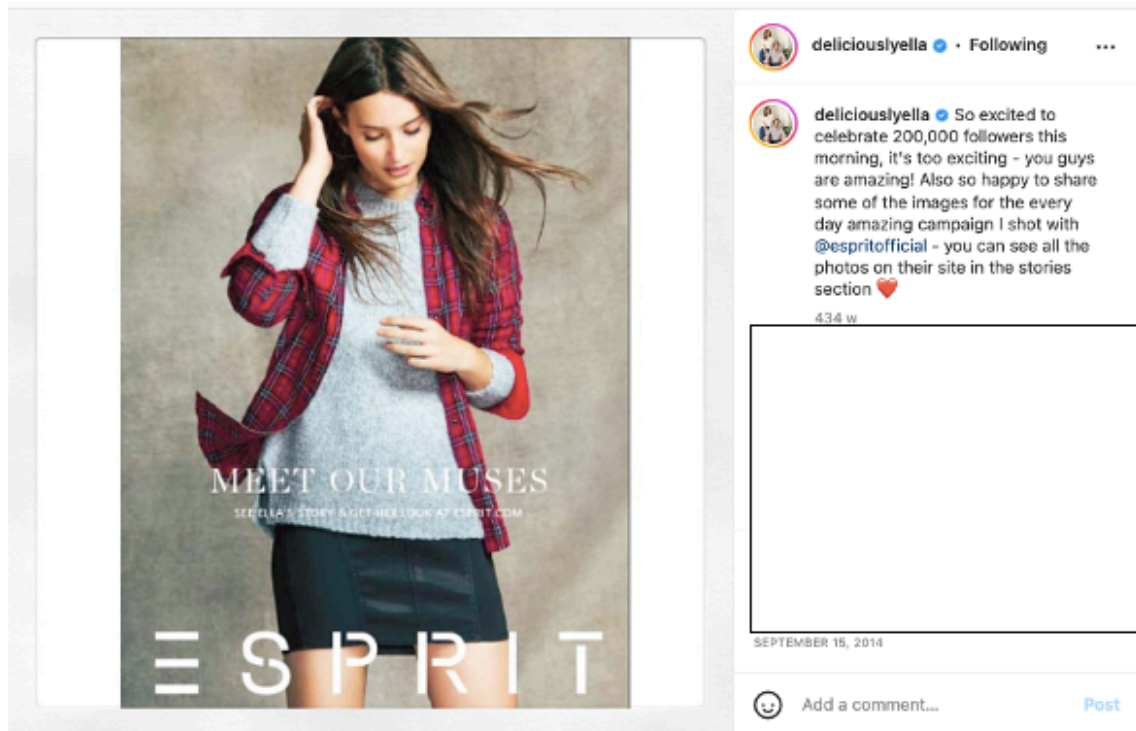 MEET OUR MUSES
SEE ELLA'S STORY & GET HER LOOK AT ESPRIT.COM
ESPRIT
deliciouslyella • Following
deliciouslyella So excited to
celebrate 200,000 followers this
morning, it's too exciting - you guys
are amazing! Also so happy to share
some of the images for the every
day amazing campaign I shot with
@espritofficial - you can see all the
photos on their site in the stories
section ❤️
434 w
SEPTEMBER 15, 2014
Add a comment...
Post